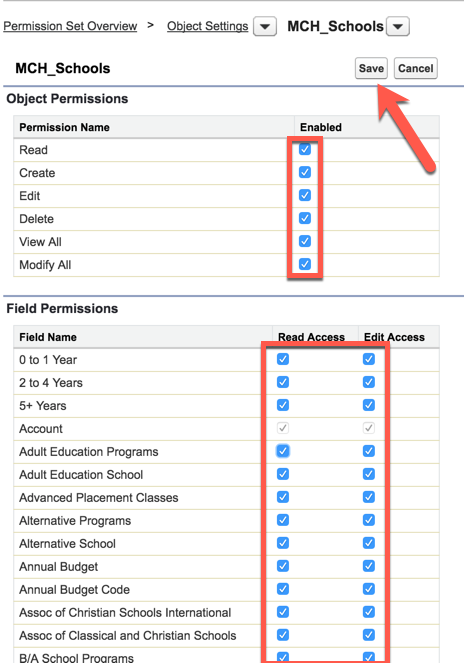 Permission Set Overview > Object Settings MCH_Schools
MCH_Schools Save Cancel
Object Permissions
Permission Name Enabled
Read
Create
Edit
Delete
View All
Modify All
Field Permissions
Field Name Read Access Edit Access
0 to 1 Year
2 to 4 Years
5+ Years
Account
Adult Education Programs
Adult Education School
Advanced Placement Classes
Alternative Programs
Alternative School
Annual Budget
Annual Budget Code
Assoc of Christian Schools International
Assoc of Classical and Christian Schools
B/A School Programs